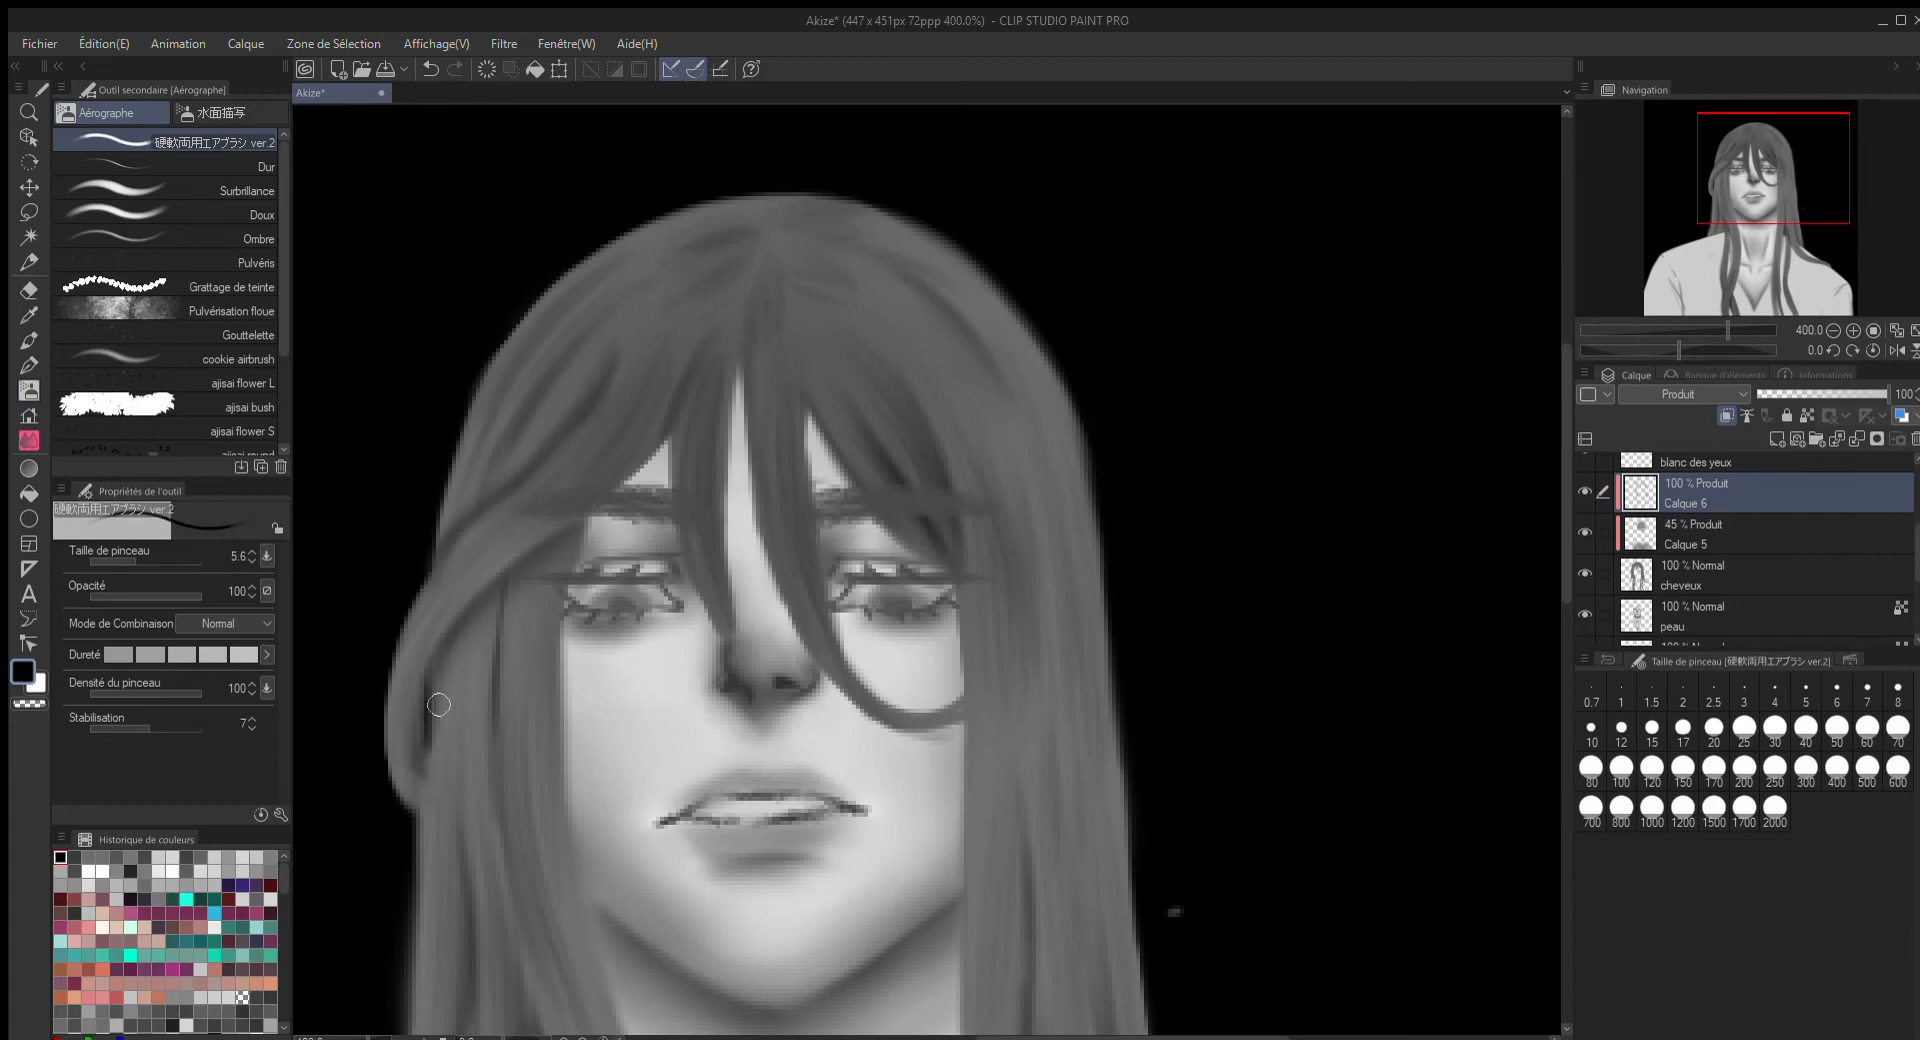 Akize* (447 x 451px 72ppp 400.0%) - CLIP STUDIO PAINT PRO
Fichier Édition(E) Animation Calque Zone de Sélection Affichage(V) Filtre Fenêtre(W) Aide(H)
Outil secondaire [Aérographe]
Aérographe 水面描写
硬軟両用エアブラシ ver.2
Dur
Surbrillance
Doux
Ombre
Pulvéris
Grattage de teinte
Pulvérisation floue
Gouttelette
cookie airbrush
ajisai flower L
ajisai bush
ajisai flower S
Propriétés de l'outil
硬軟両用エアブラシ ver.2
Taille de pinceau 5.6
Opacité 100
Mode de Combinaison Normal
Dureté
Densité du pinceau 100
Stabilisation 7
Historique de couleurs
Akize*
Navigation
400.0
0.0
Calque Banque d'éléments Informations
Produit 100
blanc des yeux
100 % Produit
Calque 6
45 % Produit
Calque 5
100 % Normal
cheveux
100 % Normal
peau
Taille de pinceau [硬軟両用エアブラシ ver.2]
0.7 1 1.5 2 2.5 3 4 5 6 7 8
10 12 15 17 20 25 30 40 50 60 70
80 100 120 150 170 200 250 300 400 500 600
700 800 1000 1200 1500 1700 2000